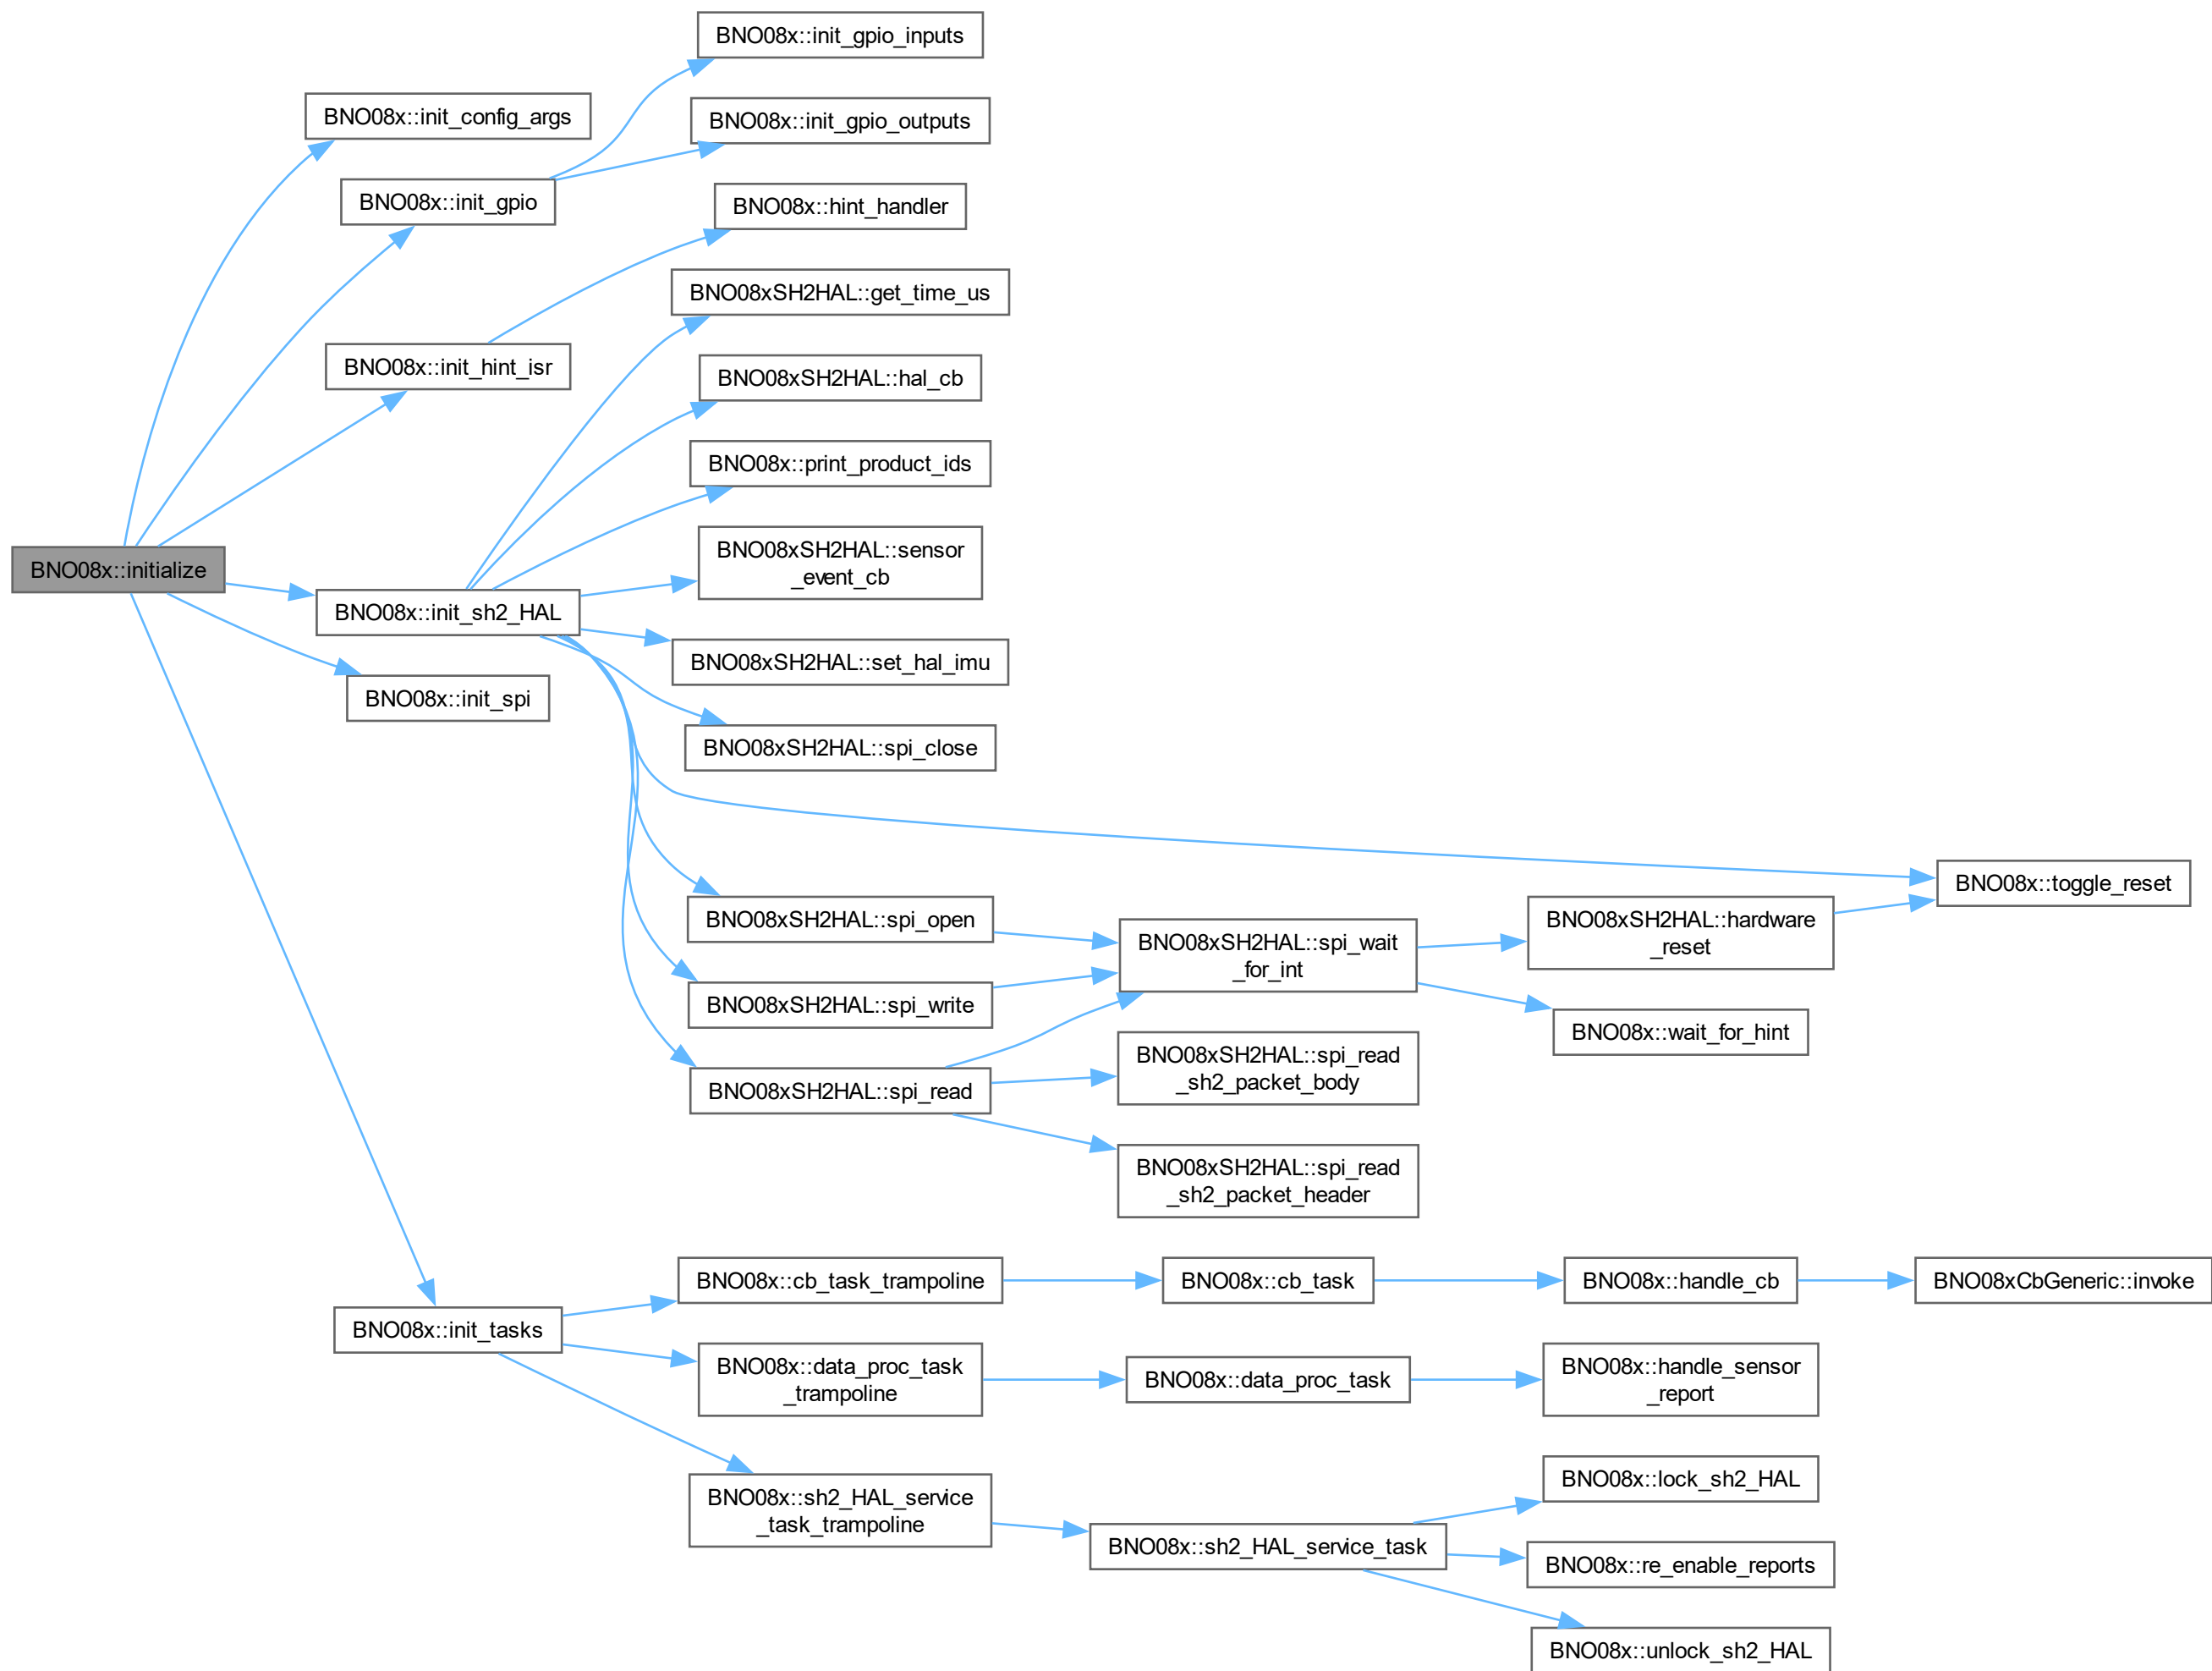 BNO08x::init_gpio_inputs
BNO08x::init_config_args
BNO08x::init_gpio_outputs
BNO08x::init_gpio
BNO08x::hint_handler
BNO08xSH2HAL::get_time_us
BNO08x::init_hint_isr
BNO08xSH2HAL::hal_cb
BNO08x::print_product_ids
BNO08x::initialize
BNO08xSH2HAL::sensor
_event_cb
BNO08x::init_sh2_HAL
BNO08xSH2HAL::set_hal_imu
BNO08x::init_spi
BNO08xSH2HAL::spi_close
BNO08x::toggle_reset
BNO08xSH2HAL::spi_open
BNO08xSH2HAL::spi_wait
_for_int
BNO08xSH2HAL::hardware
_reset
BNO08xSH2HAL::spi_write
BNO08x::wait_for_hint
BNO08xSH2HAL::spi_read
BNO08xSH2HAL::spi_read
_sh2_packet_body
BNO08xSH2HAL::spi_read
_sh2_packet_header
BNO08x::cb_task_trampoline
BNO08x::cb_task
BNO08x::handle_cb
BNO08xCbGeneric::invoke
BNO08x::init_tasks
BNO08x::data_proc_task
_trampoline
BNO08x::data_proc_task
BNO08x::handle_sensor
_report
BNO08x::sh2_HAL_service
_task_trampoline
BNO08x::lock_sh2_HAL
BNO08x::sh2_HAL_service_task
BNO08x::re_enable_reports
BNO08x::unlock_sh2_HAL